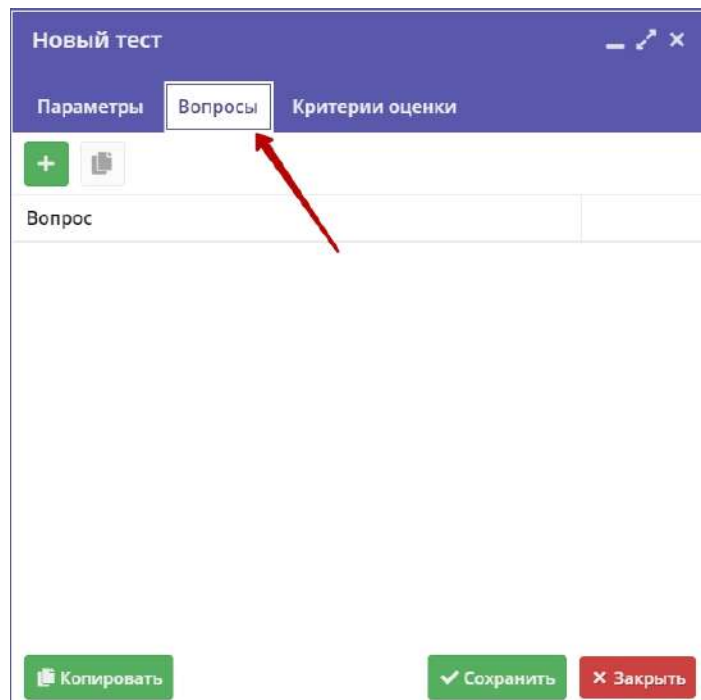 Новый тест
Параметры Вопросы Критерии оценки
Вопрос
Копировать Сохранить Закрыть